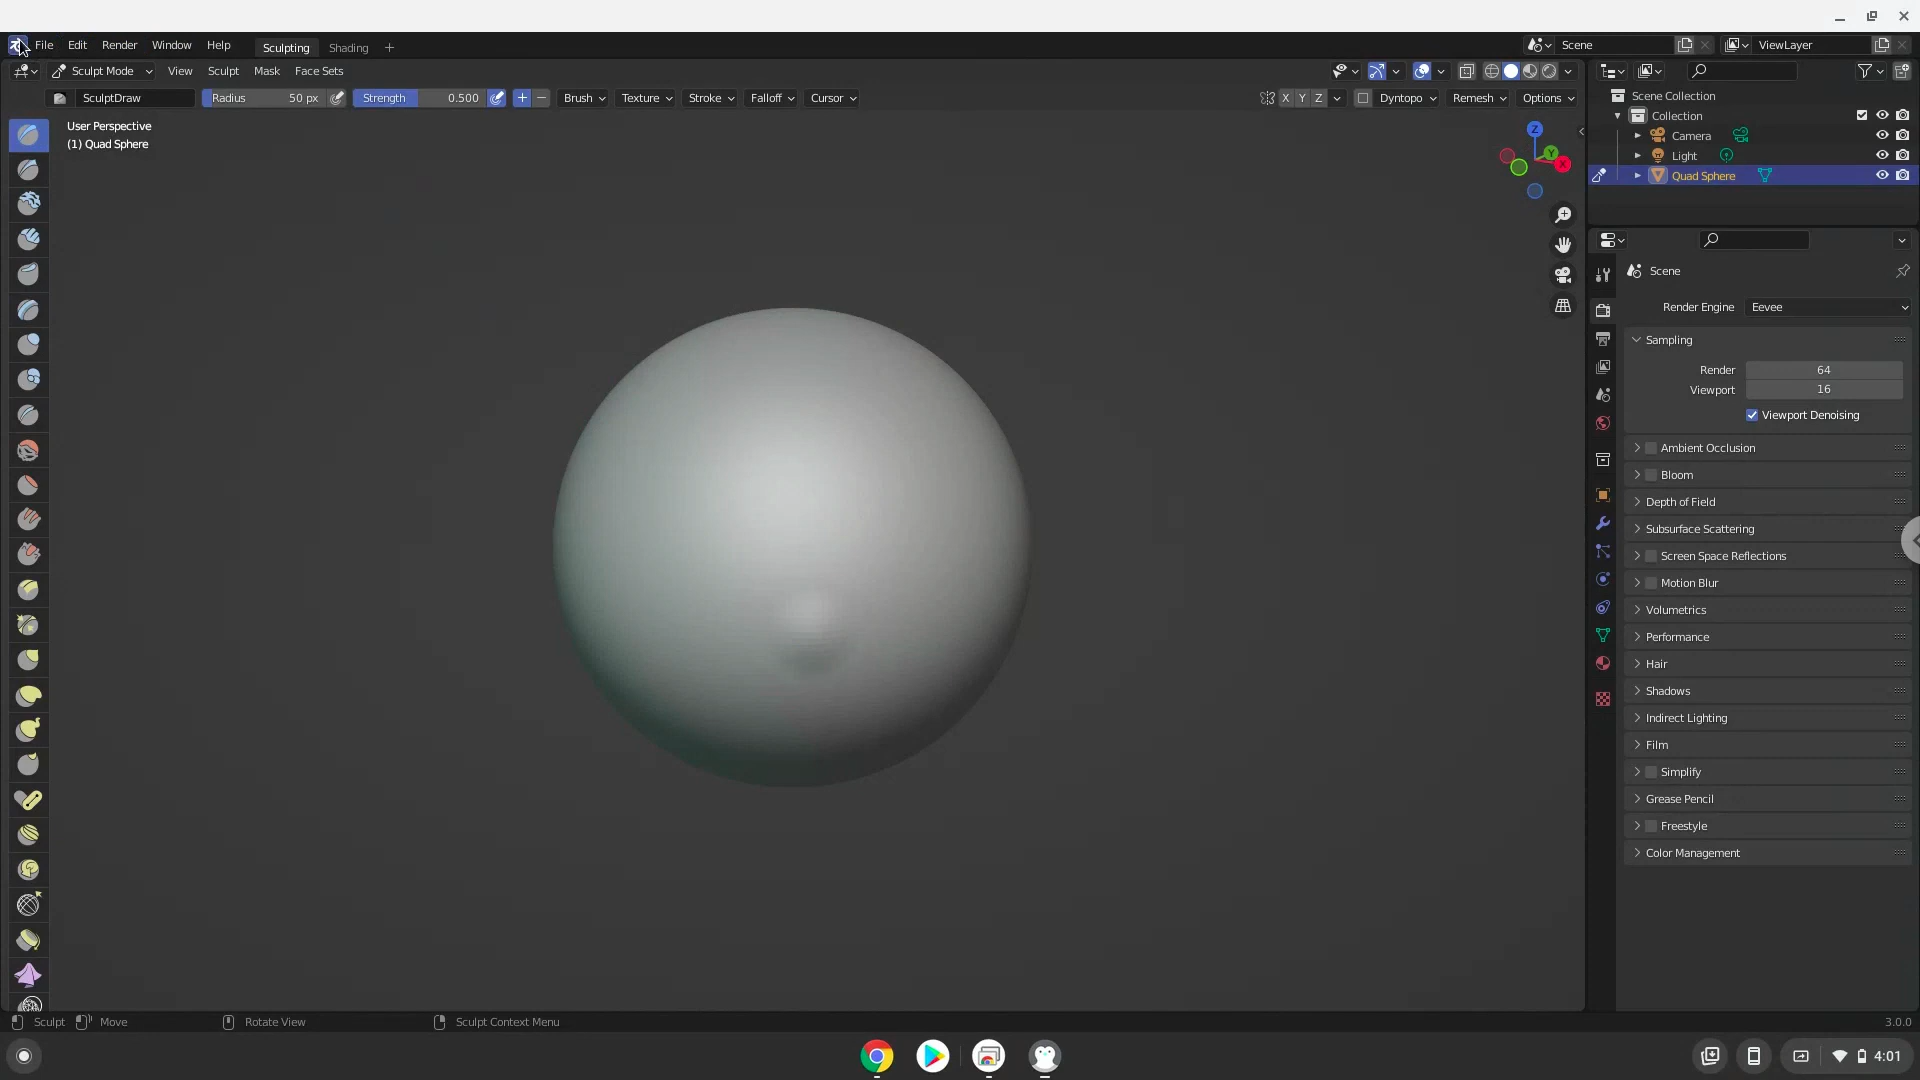 File Edit Render Window Help Sculpting Shading + Scene ViewLayer
Sculpt Mode View Sculpt Mask Face Sets
SculptDraw Radius 50 px Strength 0.500 + − Brush Texture Stroke Falloff Cursor X Y Z Dyntopo Remesh Options
User Perspective
(1) Quad Sphere
Z
Y
X
Scene Collection
Collection
Camera
Light
Quad Sphere
Scene
Render Engine Eevee
Sampling
Render 64
Viewport 16
Viewport Denoising
Ambient Occlusion
Bloom
Depth of Field
Subsurface Scattering
Screen Space Reflections
Motion Blur
Volumetrics
Performance
Hair
Shadows
Indirect Lighting
Film
Simplify
Grease Pencil
Freestyle
Color Management
Sculpt Move Rotate View Sculpt Context Menu 3.0.0
4:01